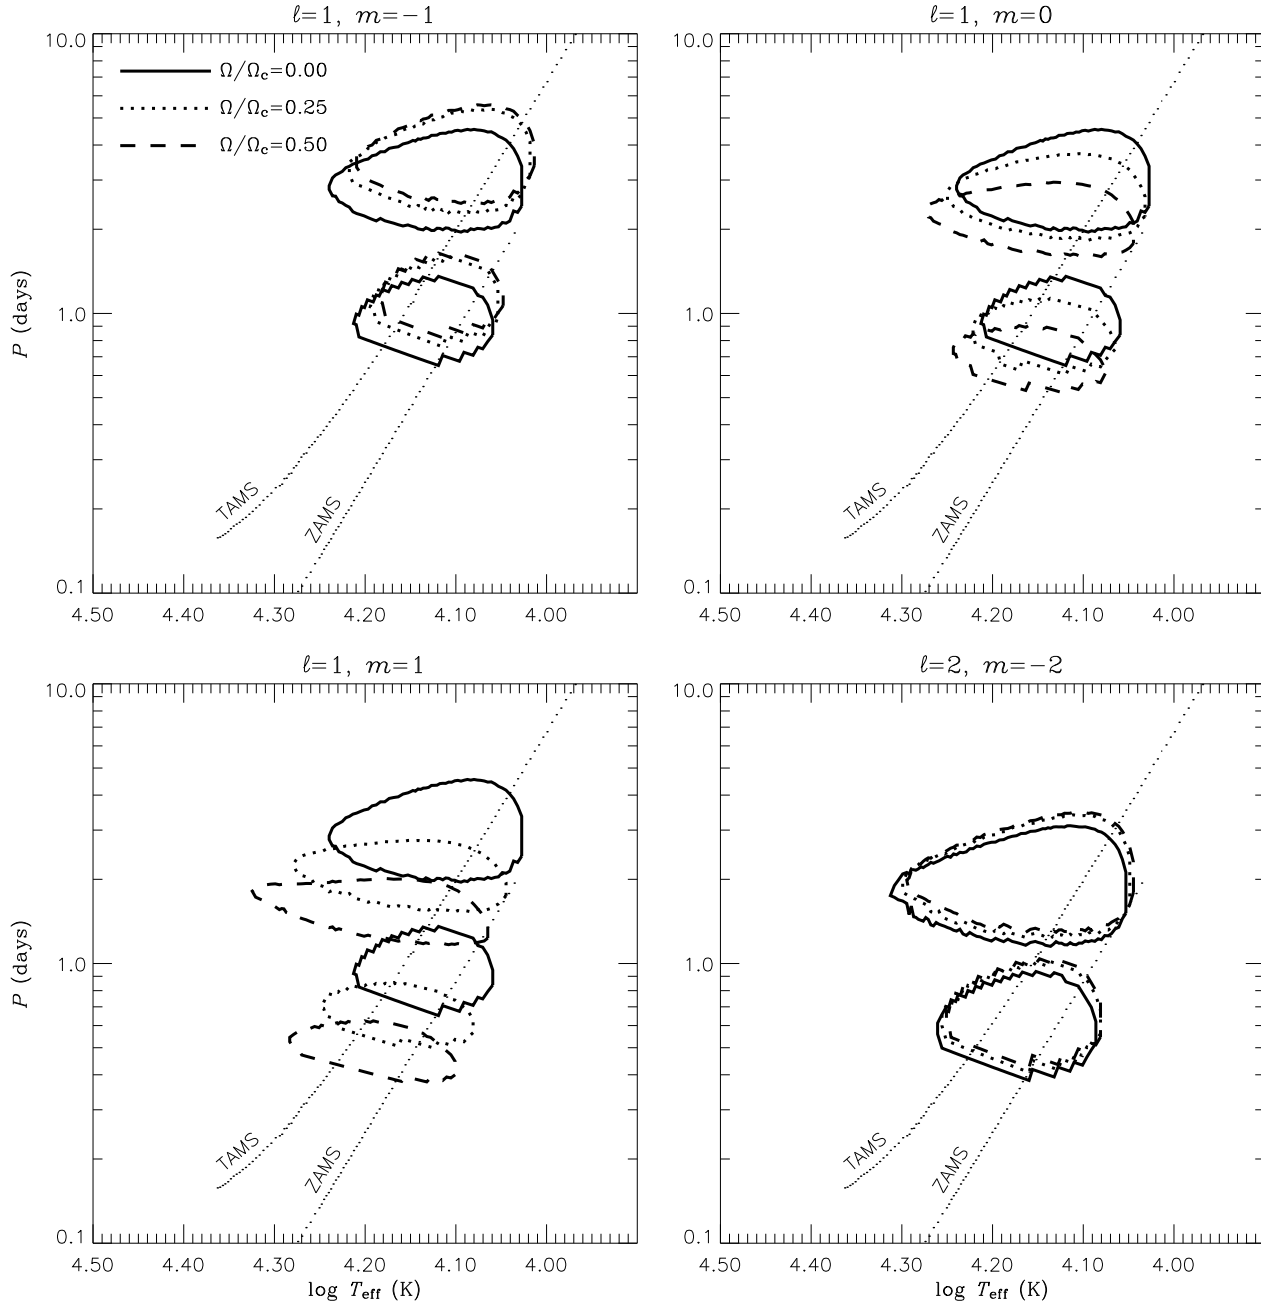 ℓ=1, m=−1
10.0
Ω/Ωc=0.00
Ω/Ωc=0.25
Ω/Ωc=0.50
P (days)
1.0
TAMS
ZAMS
0.1
4.50 4.40 4.30 4.20 4.10 4.00
ℓ=1, m=0
10.0
1.0
TAMS
ZAMS
0.1
4.50 4.40 4.30 4.20 4.10 4.00
ℓ=1, m=1
10.0
P (days)
1.0
TAMS
ZAMS
0.1
4.50 4.40 4.30 4.20 4.10 4.00
log Teff (K)
ℓ=2, m=−2
10.0
1.0
TAMS
ZAMS
0.1
4.50 4.40 4.30 4.20 4.10 4.00
log Teff (K)